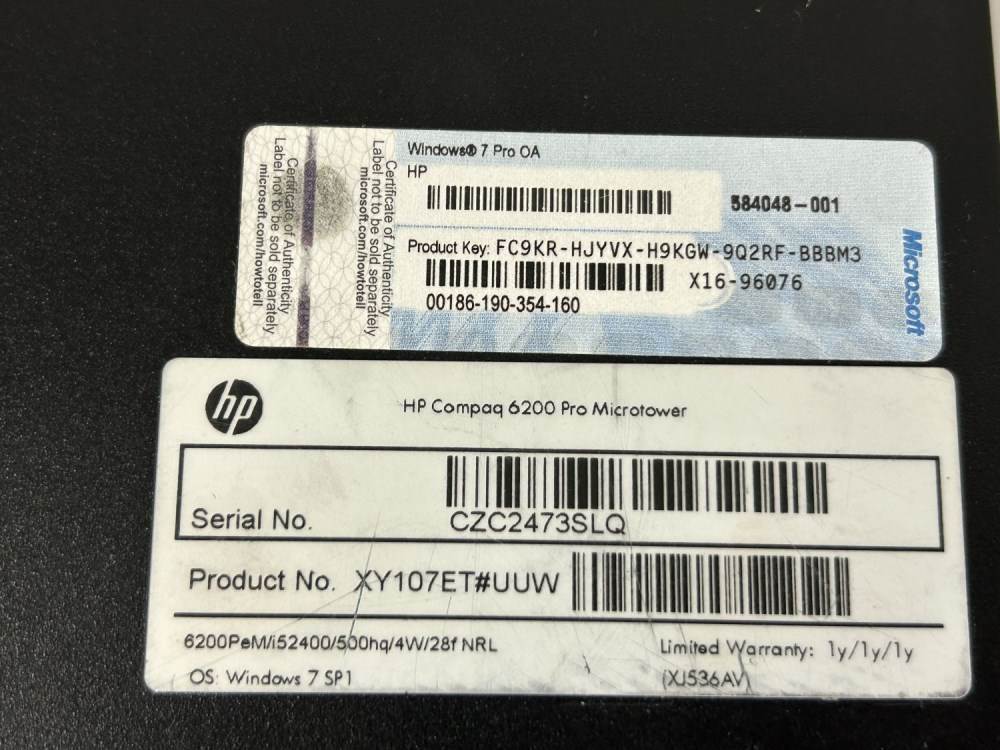 Certificate of Authenticity
Label not to be sold separately
microsoft.com/howtotell
Certificate of Authenticity
Label not to be sold separately
microsoft.com/howtotell
Windows® 7 Pro OA
HP
584048-001
Product Key: FC9KR-HJYVX-H9KGW-9Q2RF-BBBM3
X16-96076
00186-190-354-160
Microsoft
hp
HP Compaq 6200 Pro Microtower
Serial No. CZC2473SLQ
Product No. XY107ET#UUW
6200PeM/i52400/500hq/4W/28f NRL
Limited Warranty: 1y/1y/1y
OS: Windows 7 SP1
(XJ536AV)